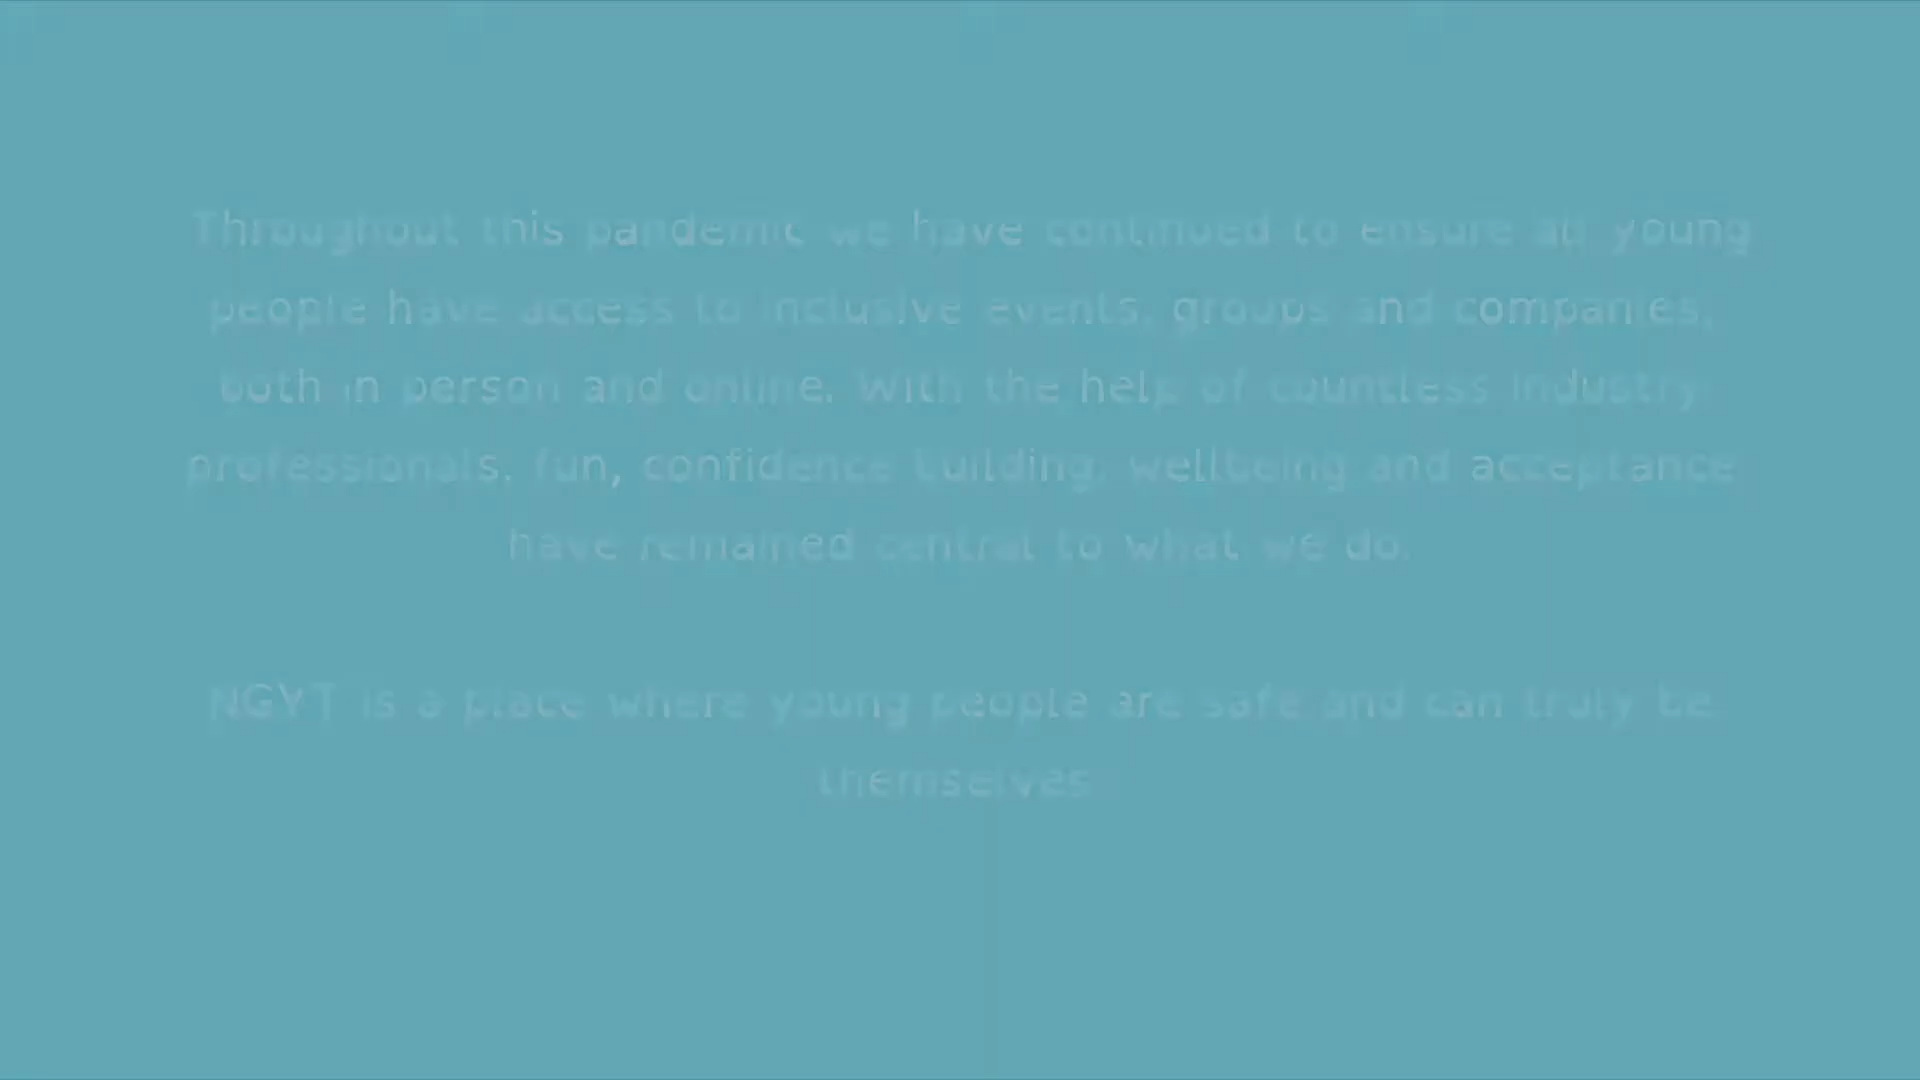 Throughout this pandemic we have continued to ensure all young
people have access to inclusive events, groups and companies,
both in person and online. With the help of countless industry
professionals, fun, confidence building, wellbeing and acceptance
have remained central to what we do.
NGYT is a place where young people are safe and can truly be
themselves